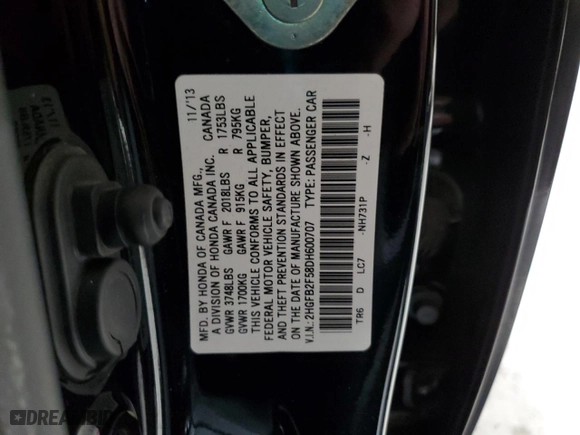 MFD. BY HONDA OF CANADA MFG., 11/'13
A DIVISION OF HONDA CANADA INC. CANADA
GVWR 3748LBS GAWR F 2018LBS R 1753LBS
GVWR 1700KG GAWR F 915KG R 795KG
THIS VEHICLE CONFORMS TO ALL APPLICABLE
FEDERAL MOTOR VEHICLE SAFETY, BUMPER,
AND THEFT PREVENTION STANDARDS IN EFFECT
ON THE DATE OF MANUFACTURE SHOWN ABOVE.
V.I.N.:2HGFB2F58DH600707 TYPE: PASSENGER CAR
TR6 D LC7 -NH731P -Z -H
DREAMBID